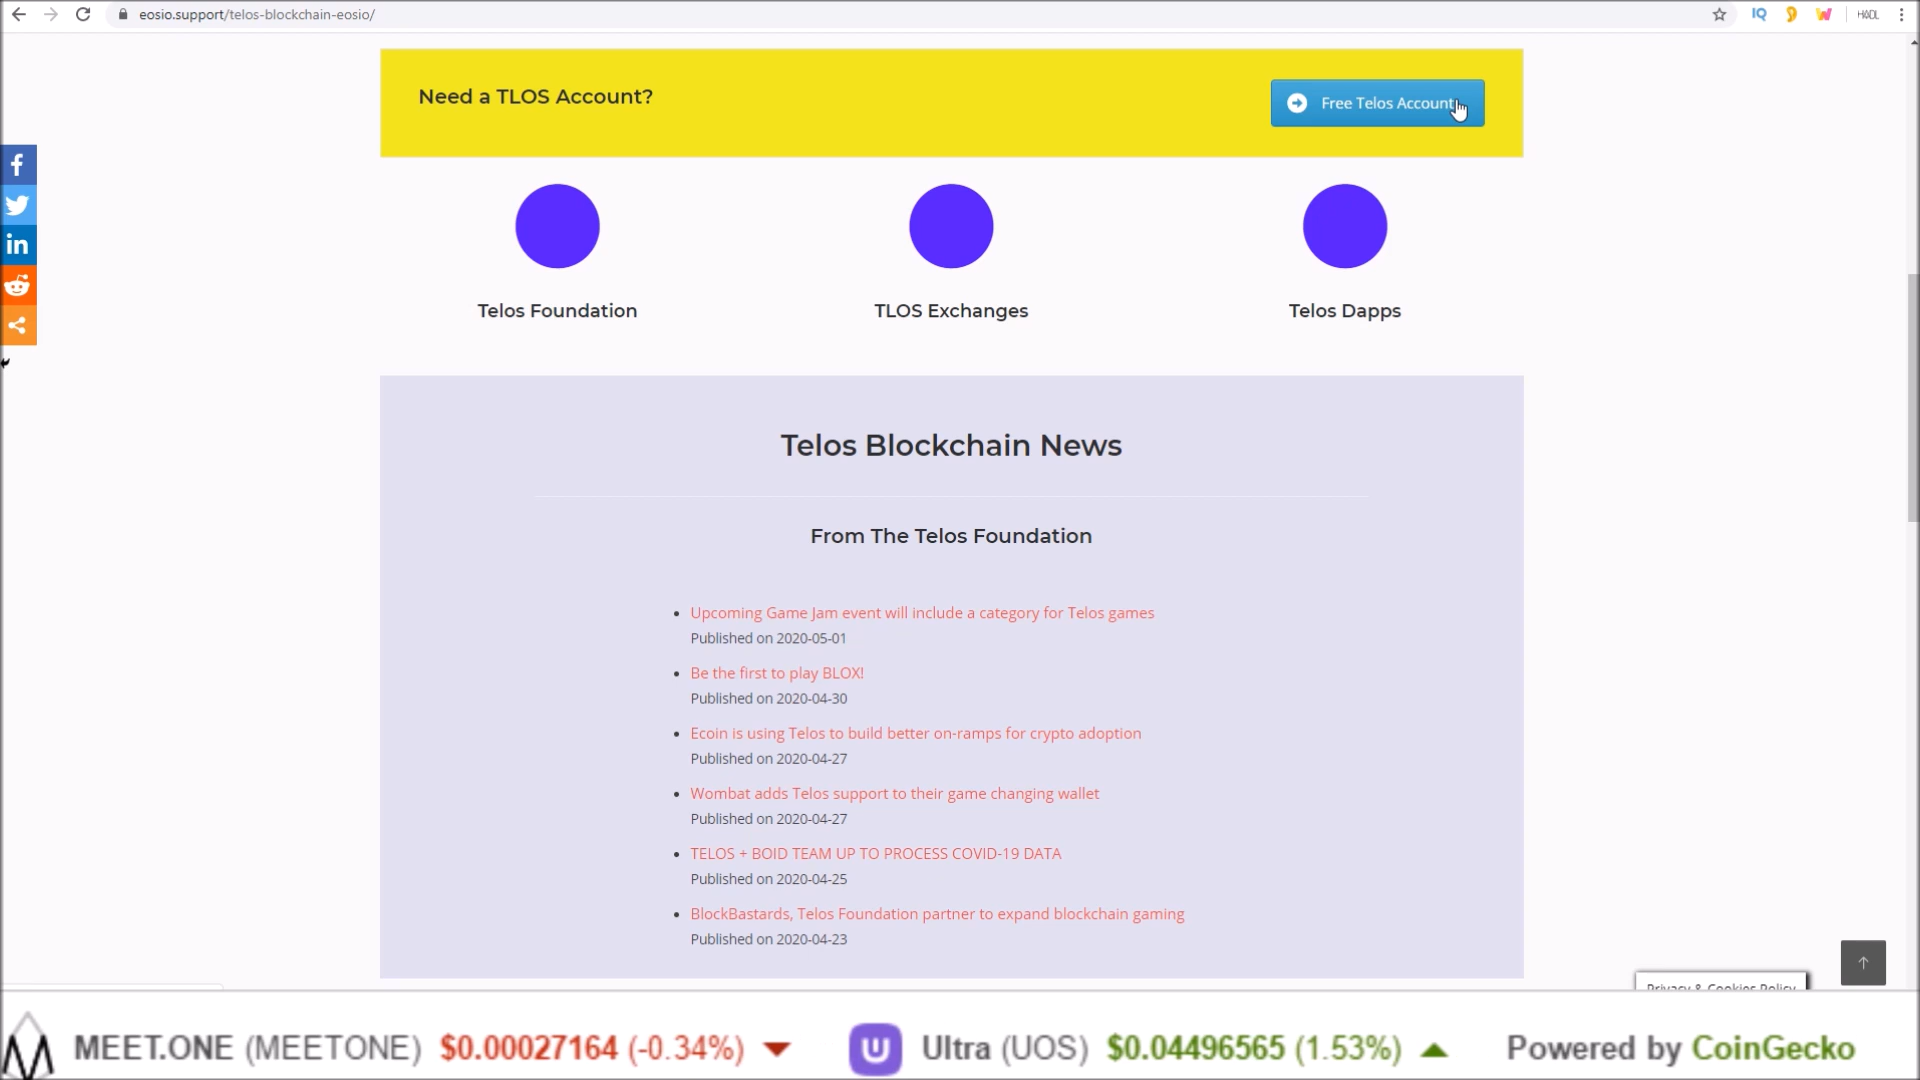 eosio.support/telos-blockchain-eosio/
IQ
HODL
Need a TLOS Account?
Free Telos Account
Telos Foundation
TLOS Exchanges
Telos Dapps
Telos Blockchain News
From The Telos Foundation
Upcoming Game Jam event will include a category for Telos games
Published on 2020-05-01
Be the first to play BLOX!
Published on 2020-04-30
Ecoin is using Telos to build better on-ramps for crypto adoption
Published on 2020-04-27
Wombat adds Telos support to their game changing wallet
Published on 2020-04-27
TELOS + BOID TEAM UP TO PROCESS COVID-19 DATA
Published on 2020-04-25
BlockBastards, Telos Foundation partner to expand blockchain gaming
Published on 2020-04-23
Privacy & Cookies Policy
MEET.ONE (MEETONE) $0.00027164 (-0.34%)
Ultra (UOS) $0.04496565 (1.53%)
Powered by CoinGecko